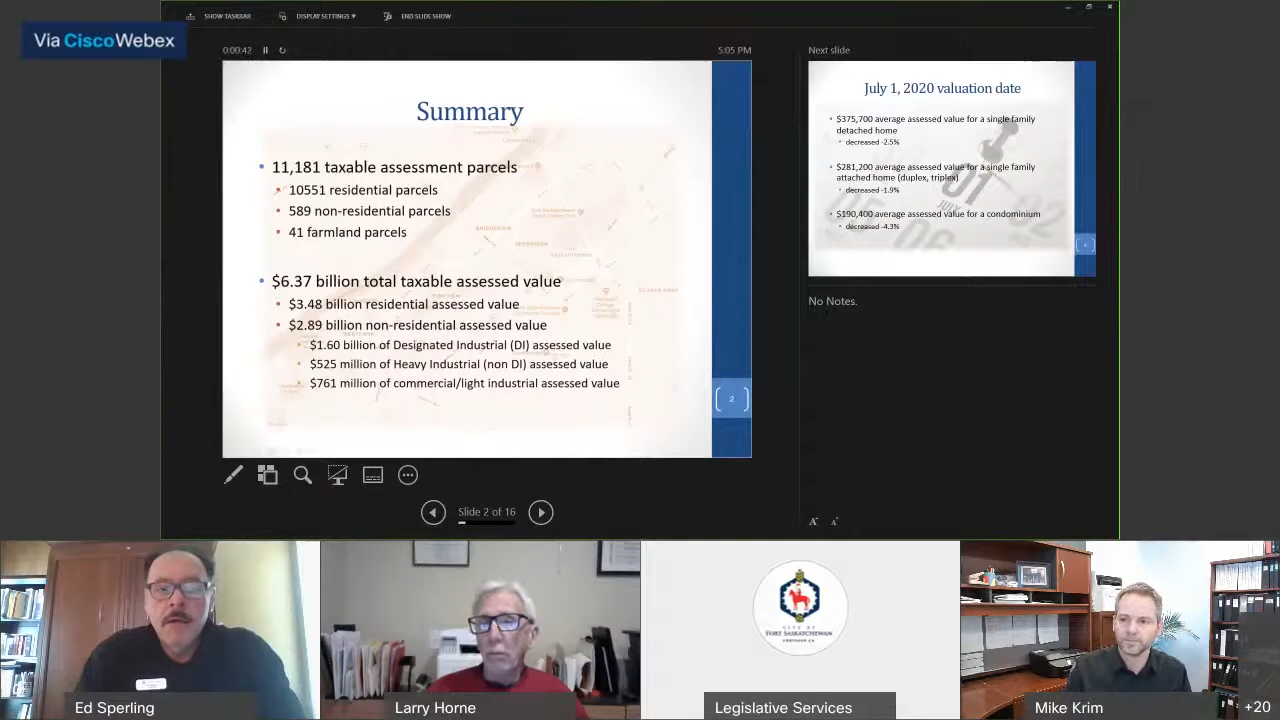 SHOW TASKBAR
DISPLAY SETTINGS ▼
END SLIDE SHOW
Via CiscoWebex
0:00:42
5:05 PM
Summary
11,181 taxable assessment parcels
10551 residential parcels
589 non-residential parcels
41 farmland parcels
$6.37 billion total taxable assessed value
$3.48 billion residential assessed value
$2.89 billion non-residential assessed value
$1.60 billion of Designated Industrial (DI) assessed value
$525 million of Heavy Industrial (non DI) assessed value
$761 million of commercial/light industrial assessed value
2
Slide 2 of 16
Next slide
July 1, 2020 valuation date
$375,700 average assessed value for a single family
detached home
decreased -2.5%
$281,200 average assessed value for a single family
attached home (duplex, triplex)
decreased -1.9%
$190,400 average assessed value for a condominium
decreased -4.3%
JULY
No Notes.
CITY OF
FORT SASKATCHEWAN
Ed Sperling
Larry Horne
Legislative Services
Mike Krim
+20